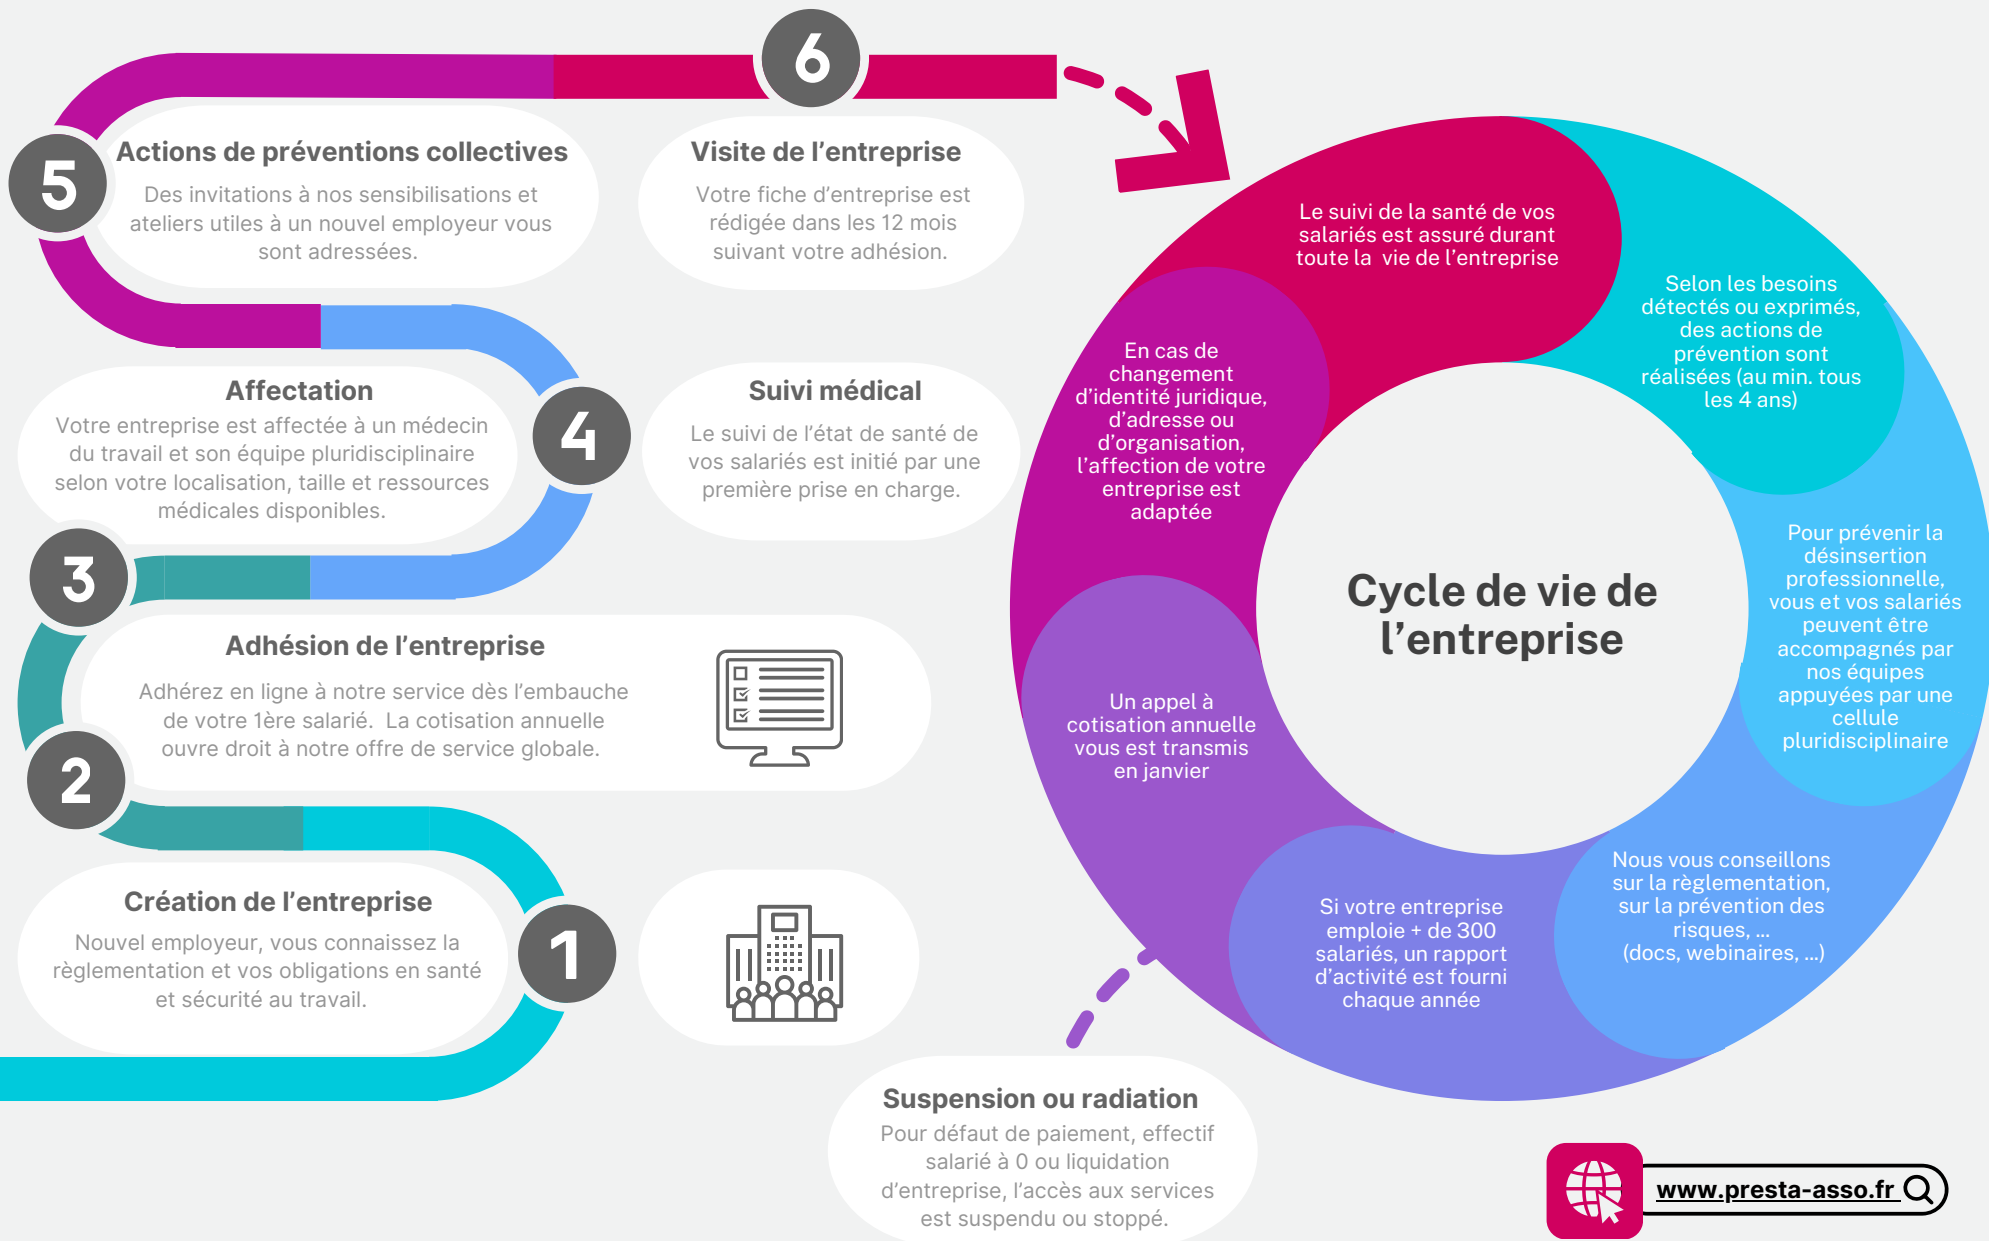 6
5
Actions de préventions collectives
Des invitations à nos sensibilisations et
ateliers utiles à un nouvel employeur vous
sont adressées.
Visite de l'entreprise
Votre fiche d'entreprise est
rédigée dans les 12 mois
suivant votre adhésion.
Affectation
Votre entreprise est affectée à un médecin
du travail et son équipe pluridisciplinaire
selon votre localisation, taille et ressources
médicales disponibles.
4
Suivi médical
Le suivi de l'état de santé de
vos salariés est initié par une
première prise en charge.
3
Adhésion de l'entreprise
Adhérez en ligne à notre service dès l'embauche
de votre 1ère salarié. La cotisation annuelle
ouvre droit à notre offre de service globale.
2
Création de l'entreprise
Nouvel employeur, vous connaissez la
règlementation et vos obligations en santé
et sécurité au travail.
1
Cycle de vie de
l'entreprise
Le suivi de la santé de vos
salariés est assuré durant
toute la vie de l'entreprise
Selon les besoins
détectés ou exprimés,
des actions de
prévention sont
réalisées (au min. tous
les 4 ans)
Pour prévenir la
désinsertion
professionnelle,
vous et vos salariés
peuvent être
accompagnés par
nos équipes
appuyées par une
cellule
pluridisciplinaire
Nous vous conseillons
sur la règlementation,
sur la prévention des
risques, ...
(docs, webinaires, ...)
Si votre entreprise
emploie + de 300
salariés, un rapport
d'activité est fourni
chaque année
Un appel à
cotisation annuelle
vous est transmis
en janvier
En cas de
changement
d'identité juridique,
d'adresse ou
d'organisation,
l'affection de votre
entreprise est
adaptée
Suspension ou radiation
Pour défaut de paiement, effectif
salarié à 0 ou liquidation
d'entreprise, l'accès aux services
est suspendu ou stoppé.
www.presta-asso.fr